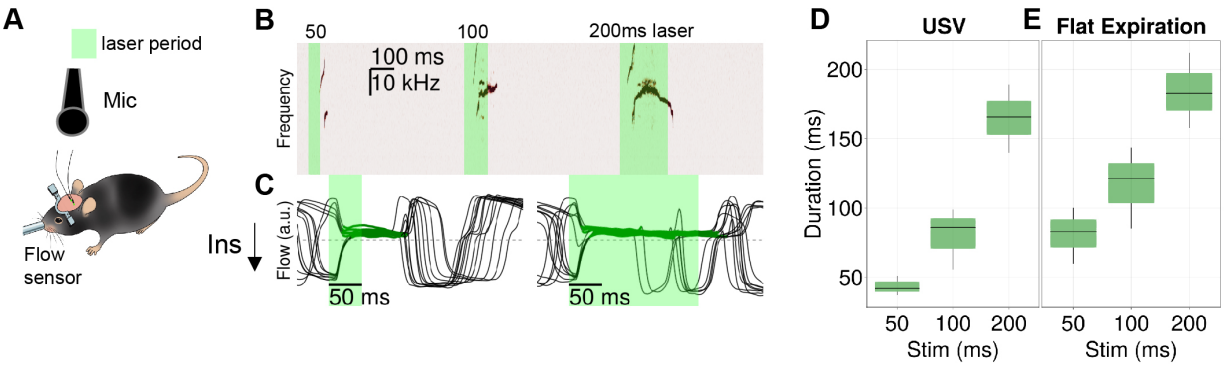 A
laser period
Mic
Flow
sensor
B
50
100
200ms laser
100 ms
10 kHz
Frequency
C
Ins
Flow (a.u.)
50 ms
50 ms
D
USV
E
Flat Expiration
Duration (ms)
200
150
100
50
50
100
200
50
100
200
Stim (ms)
Stim (ms)